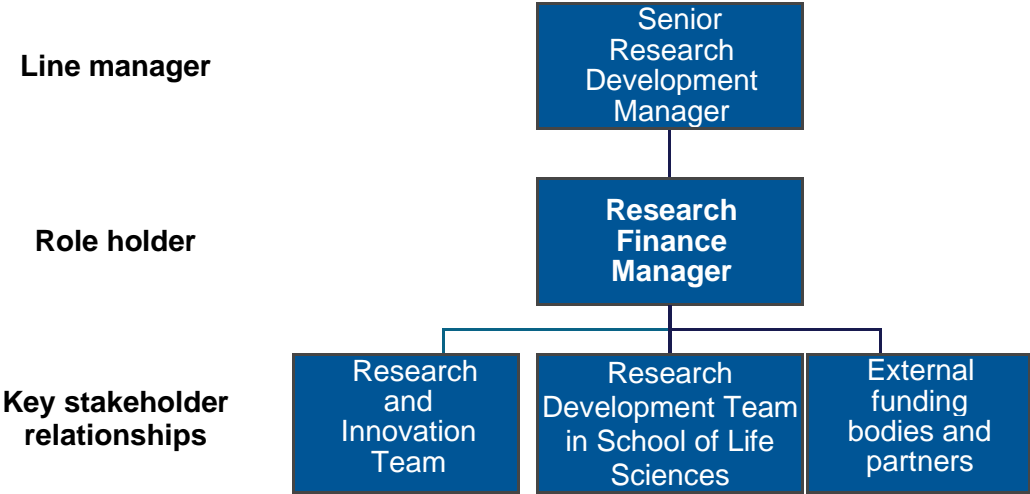 Line manager
Senior
Research
Development
Manager
Role holder
Research
Finance
Manager
Key stakeholder
relationships
Research
and
Innovation
Team
Research
Development Team
in School of Life
Sciences
External
funding
bodies and
partners